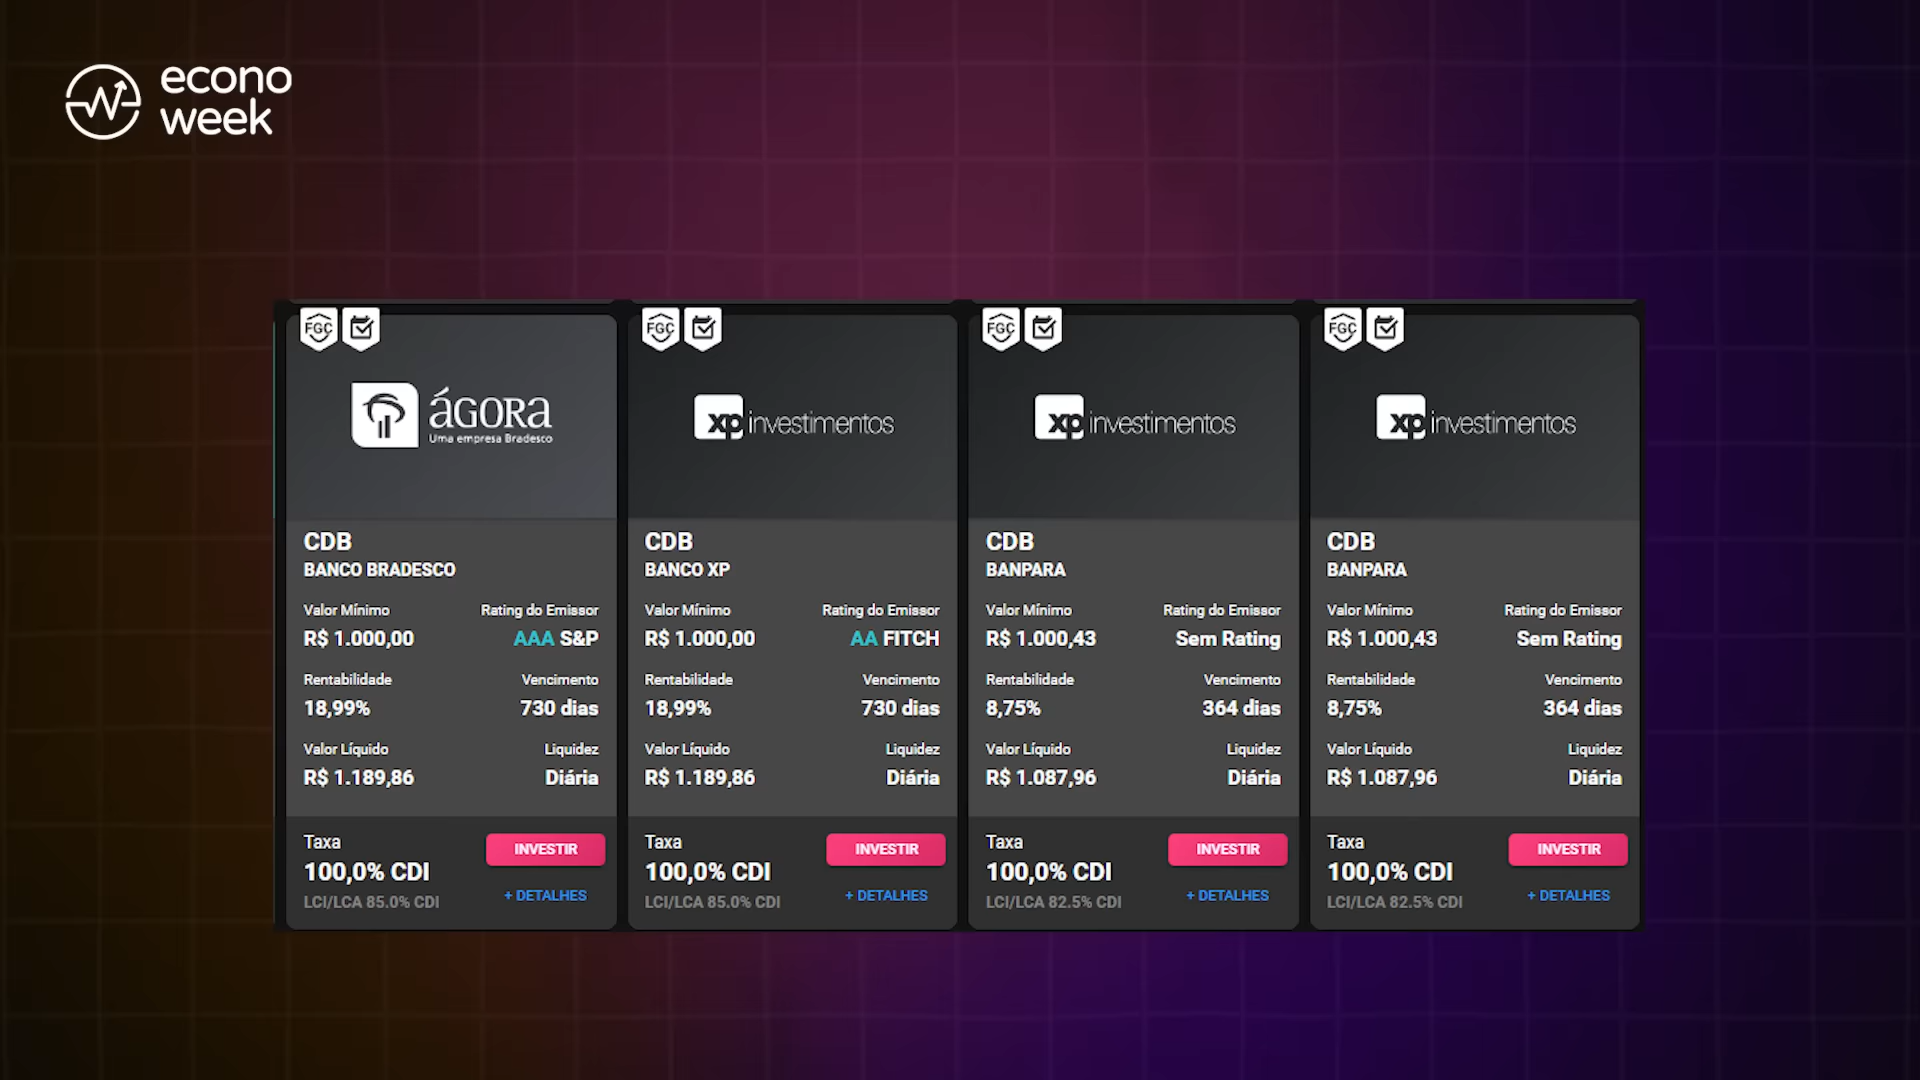 econo
week
FGC
ágora
Uma empresa Bradesco
CDB
BANCO BRADESCO
Valor Mínimo Rating do Emissor
R$ 1.000,00 AAA S&P
Rentabilidade Vencimento
18,99% 730 dias
Valor Líquido Liquidez
R$ 1.189,86 Diária
Taxa
100,0% CDI
LCI/LCA 85.0% CDI
INVESTIR
+ DETALHES
FGC
xp investimentos
CDB
BANCO XP
Valor Mínimo Rating do Emissor
R$ 1.000,00 AA FITCH
Rentabilidade Vencimento
18,99% 730 dias
Valor Líquido Liquidez
R$ 1.189,86 Diária
Taxa
100,0% CDI
LCI/LCA 85.0% CDI
INVESTIR
+ DETALHES
FGC
xp investimentos
CDB
BANPARA
Valor Mínimo Rating do Emissor
R$ 1.000,43 Sem Rating
Rentabilidade Vencimento
8,75% 364 dias
Valor Líquido Liquidez
R$ 1.087,96 Diária
Taxa
100,0% CDI
LCI/LCA 82.5% CDI
INVESTIR
+ DETALHES
FGC
xp investimentos
CDB
BANPARA
Valor Mínimo Rating do Emissor
R$ 1.000,43 Sem Rating
Rentabilidade Vencimento
8,75% 364 dias
Valor Líquido Liquidez
R$ 1.087,96 Diária
Taxa
100,0% CDI
LCI/LCA 82.5% CDI
INVESTIR
+ DETALHES